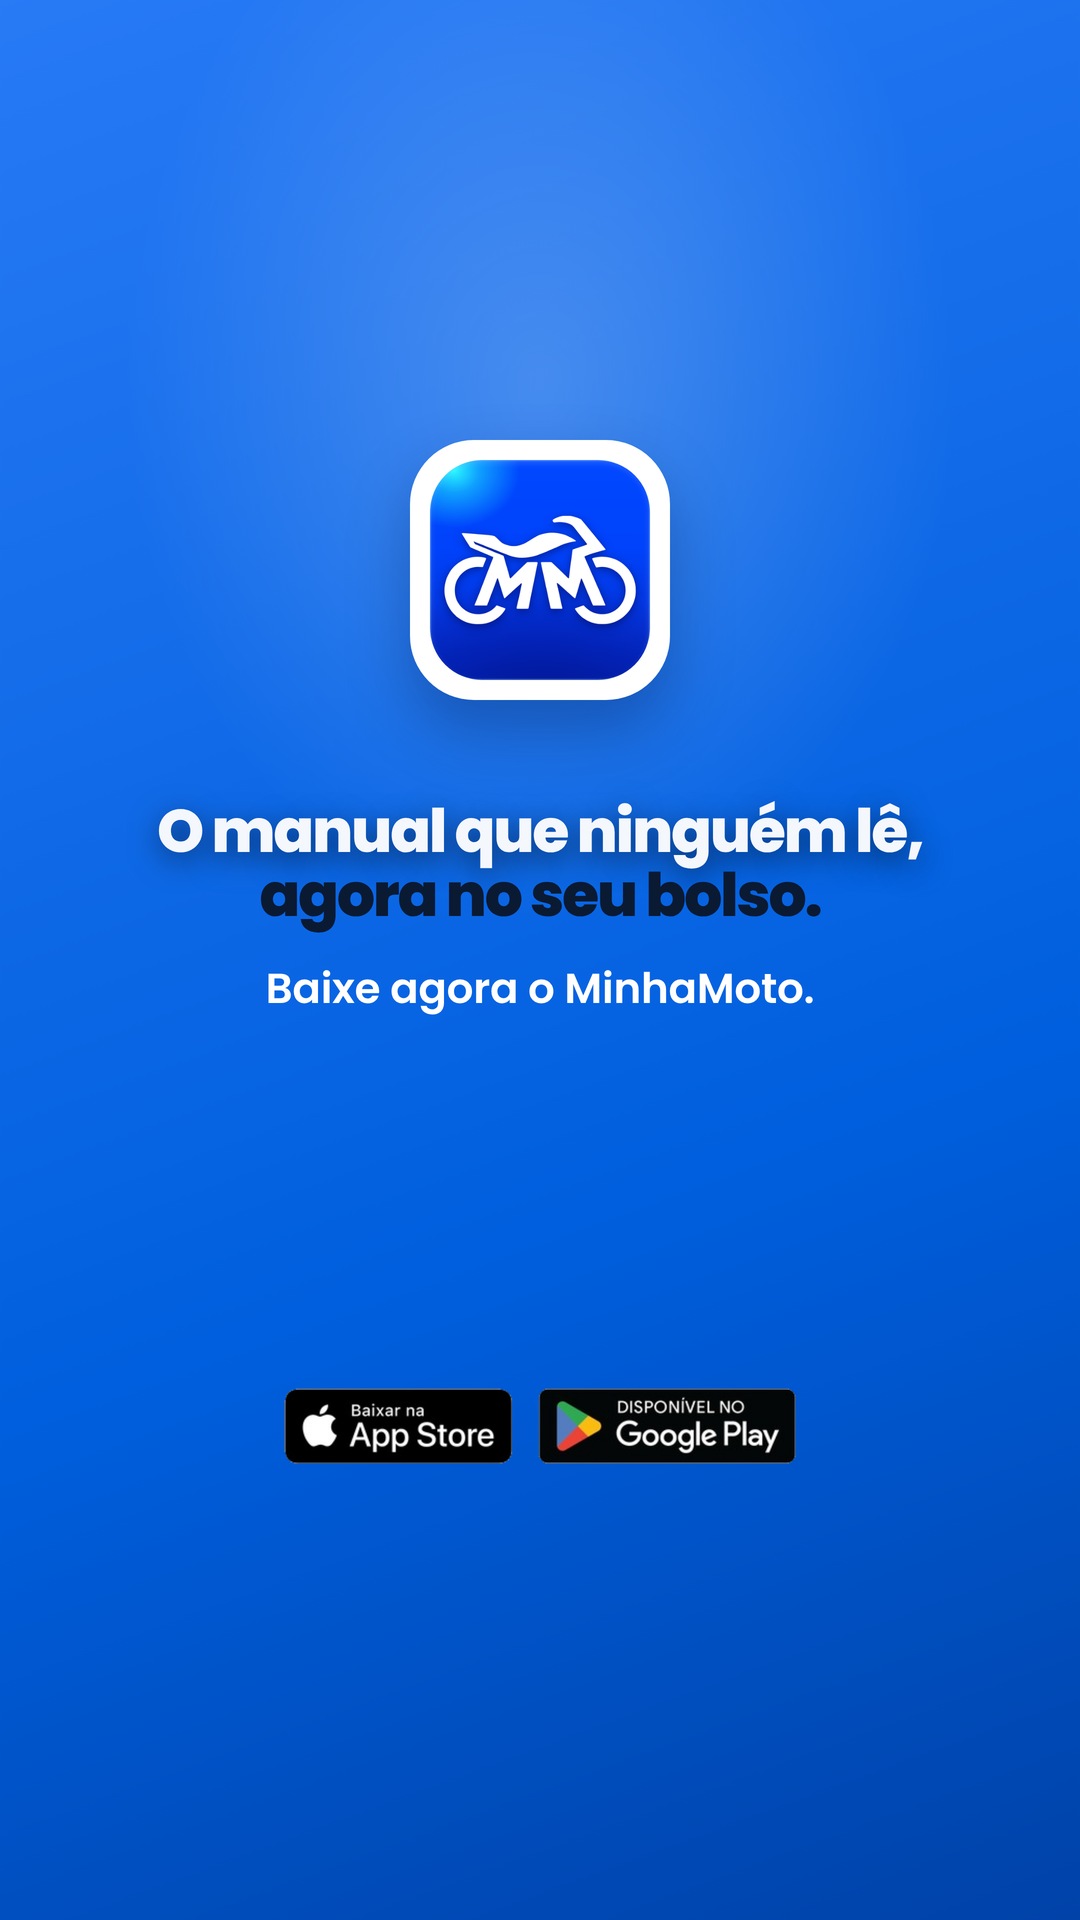 MM
O manual que ninguém lê,
agora no seu bolso.
Baixe agora o MinhaMoto.
Baixar na
App Store
DISPONÍVEL NO
Google Play